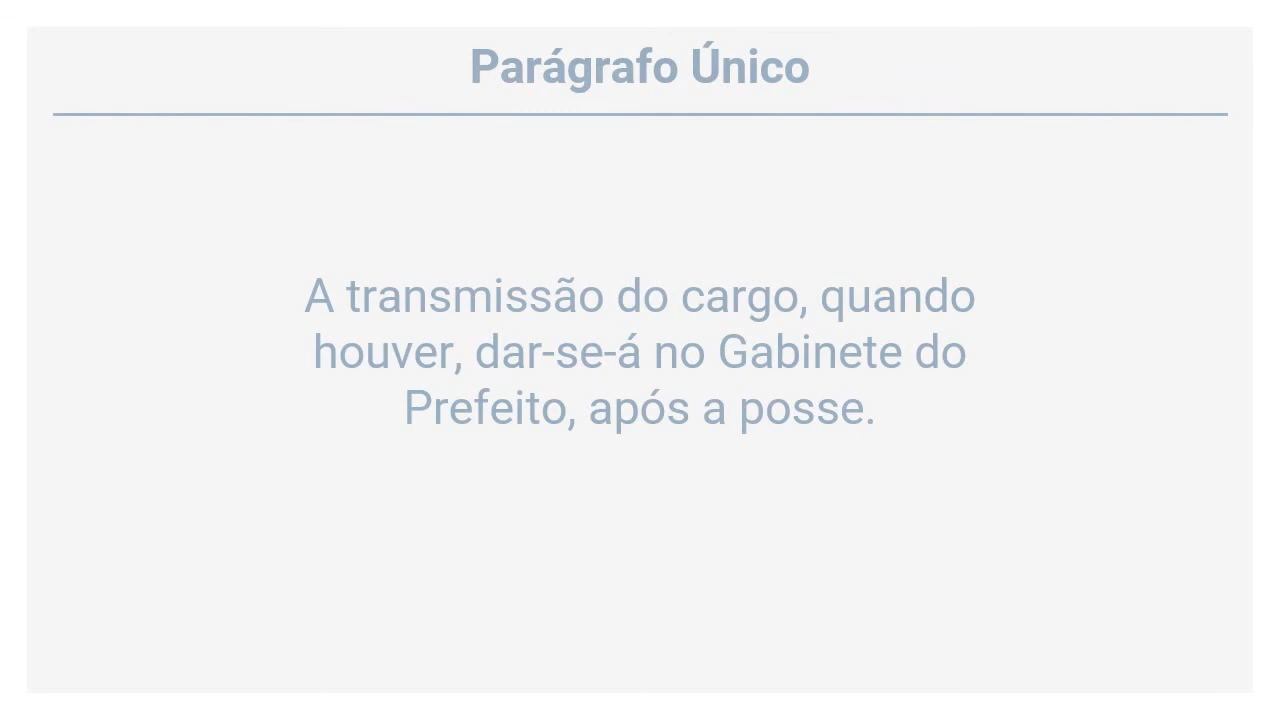 Parágrafo Único
A transmissão do cargo, quando
houver, dar-se-á no Gabinete do
Prefeito, após a posse.